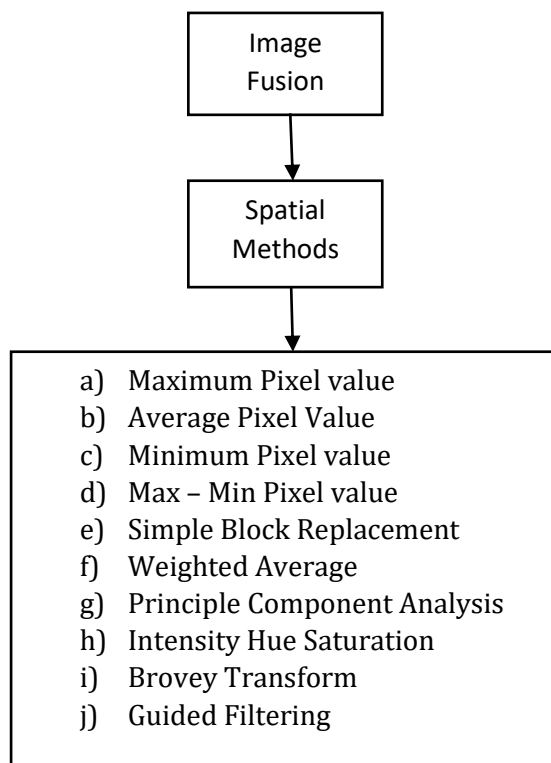 Image
Fusion
Spatial
Methods
a) Maximum Pixel value
b) Average Pixel Value
c) Minimum Pixel value
d) Max – Min Pixel value
e) Simple Block Replacement
f) Weighted Average
g) Principle Component Analysis
h) Intensity Hue Saturation
i) Brovey Transform
j) Guided Filtering